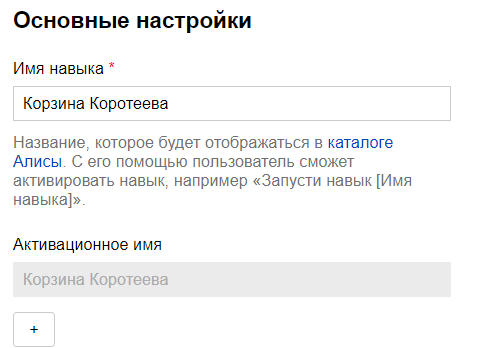 Основные настройки
Имя навыка *
Корзина Коротеева
Название, которое будет отображаться в каталоге
Алисы. С его помощью пользователь сможет
активировать навык, например «Запусти навык [Имя
навыка]».
Активационное имя
Корзина Коротеева
+